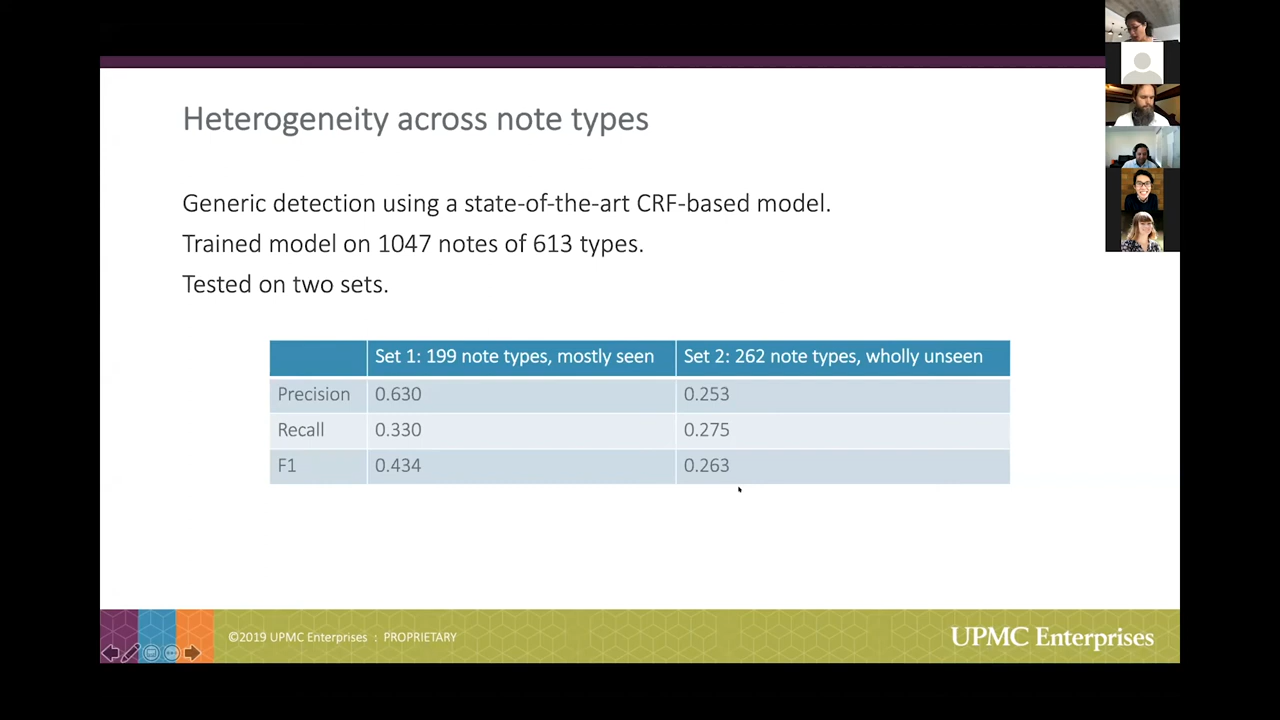 Heterogeneity across note types
Generic detection using a state-of-the-art CRF-based model.
Trained model on 1047 notes of 613 types.
Tested on two sets.
Set 1: 199 note types, mostly seen Set 2: 262 note types, wholly unseen
Precision 0.630 0.253
Recall 0.330 0.275
F1 0.434 0.263
©2019 UPMC Enterprises : PROPRIETARY
UPMC Enterprises